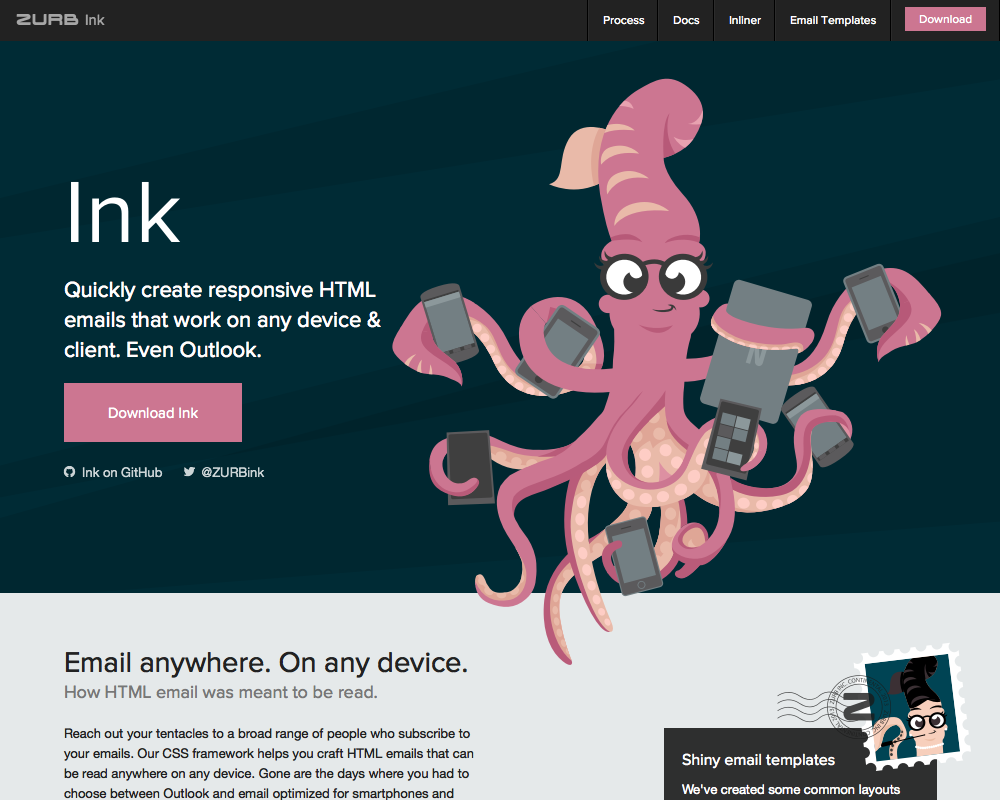 ZURB Ink
Process
Docs
Inliner
Email Templates
Download
Ink
Quickly create responsive HTML
emails that work on any device &
client. Even Outlook.
Download Ink
Ink on GitHub
@ZURBink
Email anywhere. On any device.
How HTML email was meant to be read.
Reach out your tentacles to a broad range of people who subscribe to
your emails. Our CSS framework helps you craft HTML emails that can
be read anywhere on any device. Gone are the days where you had to
choose between Outlook and email optimized for smartphones and
Shiny email templates
We've created some common layouts